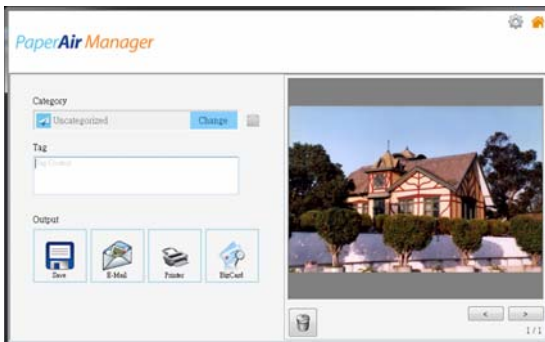 PaperAir Manager
Category
Uncategorized
Change
Tag
Output
Save
E-Mail
Printer
BizCard
<
>
1/1